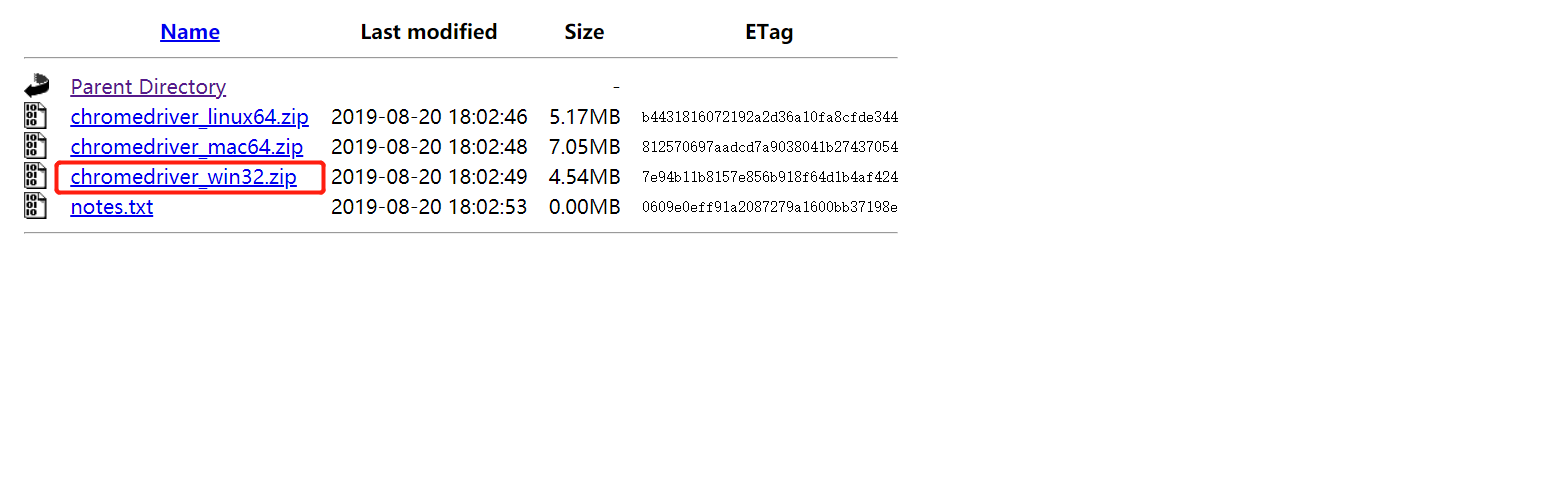 Name Last modified Size ETag
Parent Directory -
chromedriver_linux64.zip 2019-08-20 18:02:46 5.17MB b4431816072192a2d36a10fa8cfde344
chromedriver_mac64.zip 2019-08-20 18:02:48 7.05MB 812570697aadcd7a9038041b27437054
chromedriver_win32.zip 2019-08-20 18:02:49 4.54MB 7e94b11b8157e856b918f64d1b4af424
notes.txt 2019-08-20 18:02:53 0.00MB 0609e0eff91a2087279a1600bb37198e